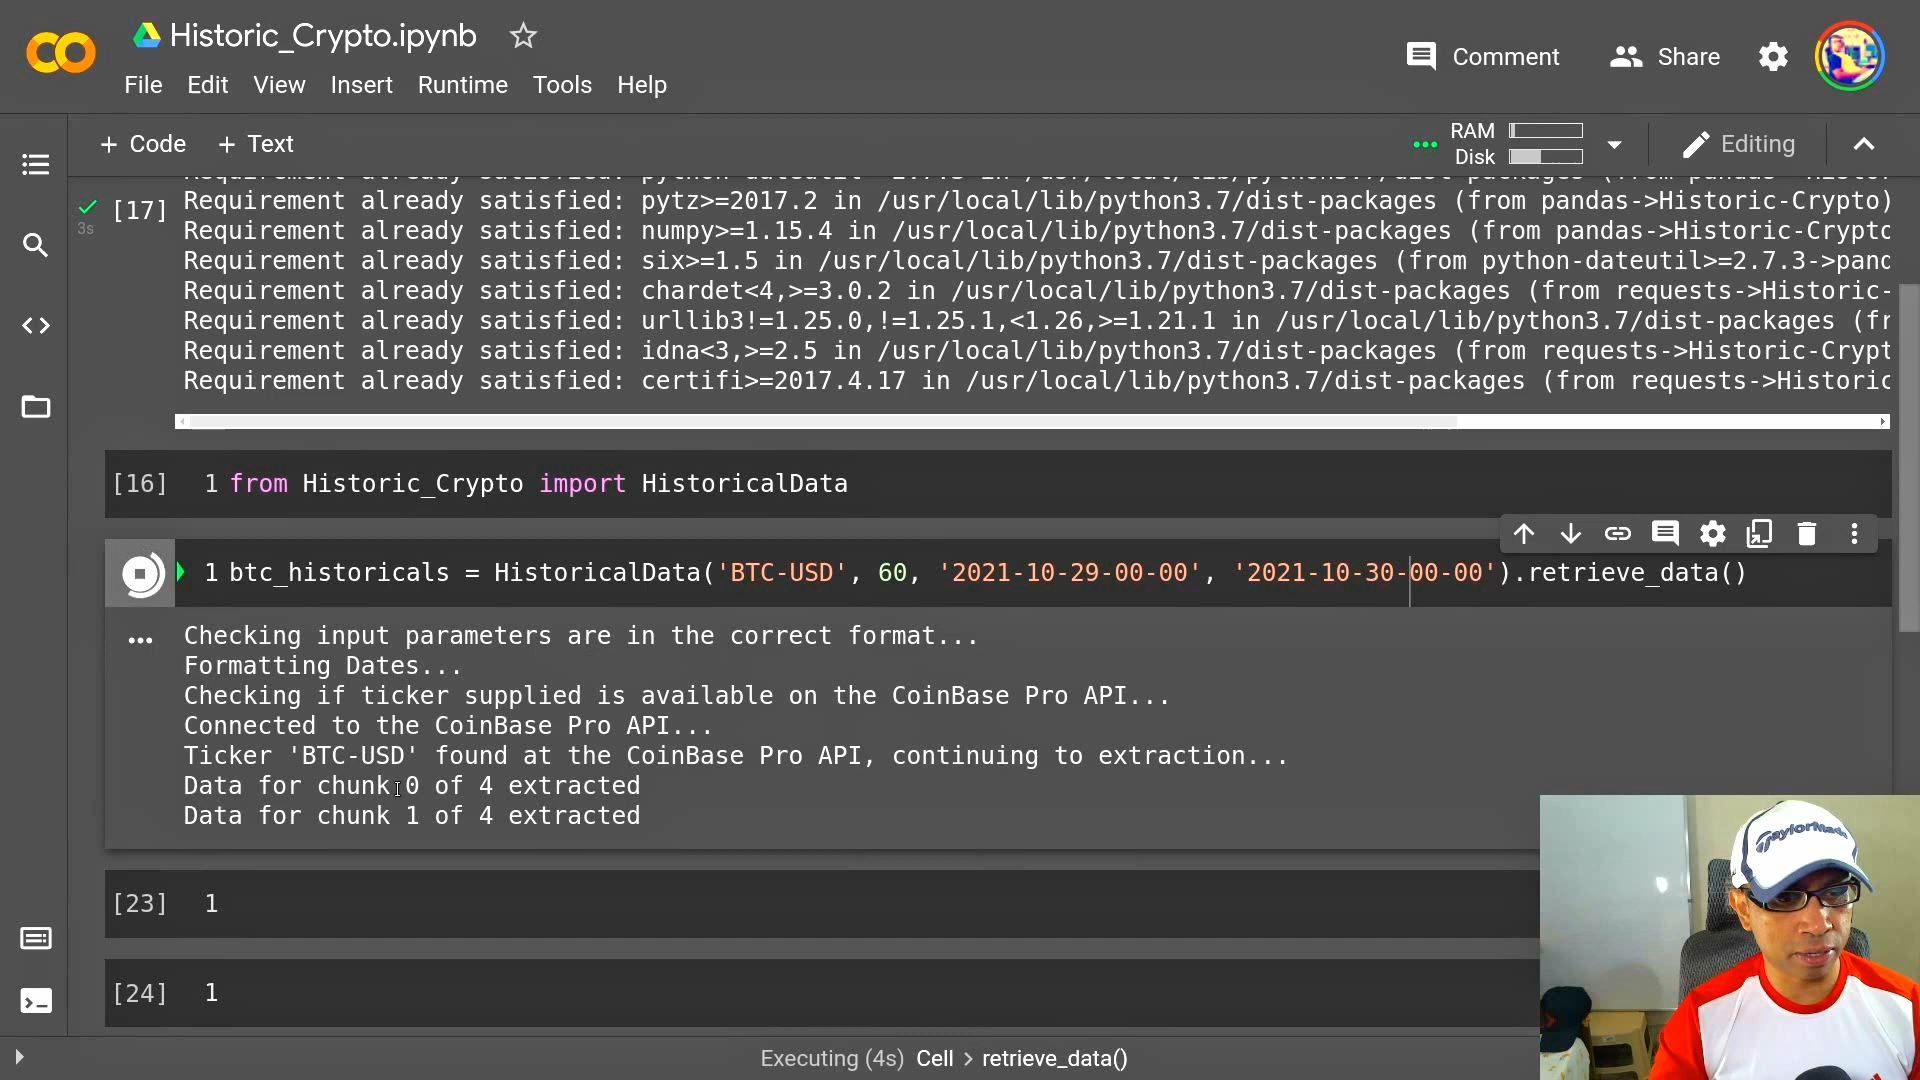 Historic_Crypto.ipynb
Comment
Share
File Edit View Insert Runtime Tools Help
+ Code + Text
RAM
Disk
Editing
[17]
3s
Requirement already satisfied: pytz>=2017.2 in /usr/local/lib/python3.7/dist-packages (from pandas->Historic-Crypto)
Requirement already satisfied: numpy>=1.15.4 in /usr/local/lib/python3.7/dist-packages (from pandas->Historic-Crypto
Requirement already satisfied: six>=1.5 in /usr/local/lib/python3.7/dist-packages (from python-dateutil>=2.7.3->pand
Requirement already satisfied: chardet<4,>=3.0.2 in /usr/local/lib/python3.7/dist-packages (from requests->Historic-
Requirement already satisfied: urllib3!=1.25.0,!=1.25.1,<1.26,>=1.21.1 in /usr/local/lib/python3.7/dist-packages (fr
Requirement already satisfied: idna<3,>=2.5 in /usr/local/lib/python3.7/dist-packages (from requests->Historic-Crypt
Requirement already satisfied: certifi>=2017.4.17 in /usr/local/lib/python3.7/dist-packages (from requests->Historic
[16] 1 from Historic_Crypto import HistoricalData
1 btc_historicals = HistoricalData('BTC-USD', 60, '2021-10-29-00-00', '2021-10-30-00-00').retrieve_data()
Checking input parameters are in the correct format...
Formatting Dates...
Checking if ticker supplied is available on the CoinBase Pro API...
Connected to the CoinBase Pro API...
Ticker 'BTC-USD' found at the CoinBase Pro API, continuing to extraction...
Data for chunk 0 of 4 extracted
Data for chunk 1 of 4 extracted
[23] 1
[24] 1
TaylorMade
Executing (4s) Cell > retrieve_data()